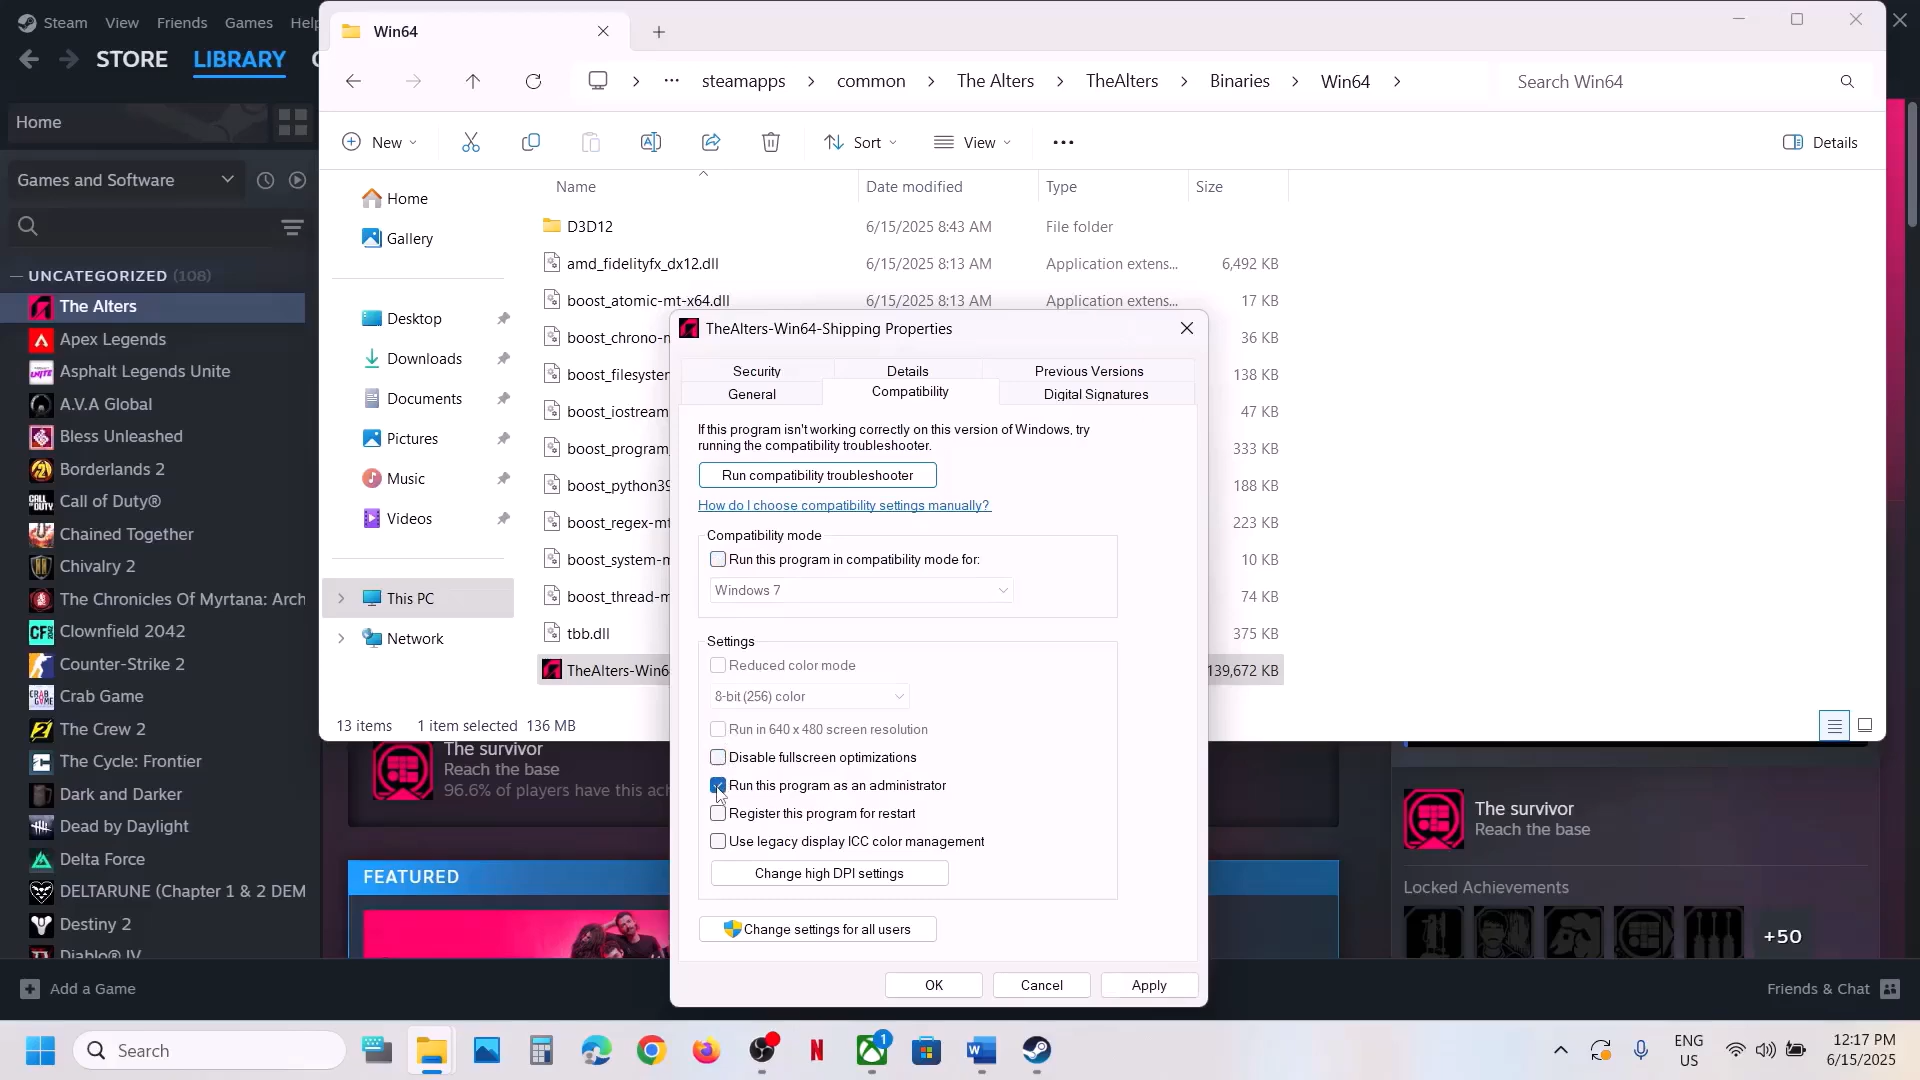 Steam View Friends Games Help
STORE LIBRARY
Home
Games and Software
UNCATEGORIZED (108)
The Alters
Apex Legends
Asphalt Legends Unite
A.V.A Global
Bless Unleashed
Borderlands 2
Call of Duty®
Chained Together
Chivalry 2
The Chronicles Of Myrtana: Arch
Clownfield 2042
Counter-Strike 2
Crab Game
The Crew 2
The Cycle: Frontier
Dark and Darker
Dead by Daylight
Delta Force
DELTARUNE (Chapter 1 & 2 DEM
Destiny 2
Diablo® IV
Add a Game
Win64
steamapps common The Alters TheAlters Binaries Win64
Search Win64
New
Sort
View
Details
Home
Gallery
Desktop
Downloads
Documents
Pictures
Music
Videos
This PC
Network
Name Date modified Type Size
D3D12 6/15/2025 8:43 AM File folder
amd_fidelityfx_dx12.dll 6/15/2025 8:13 AM Application extens... 6,492 KB
boost_atomic-mt-x64.dll 6/15/2025 8:13 AM Application extens... 17 KB
boost_chrono-m 36 KB
boost_filesystem 138 KB
boost_iostream 47 KB
boost_program_ 333 KB
boost_python39 188 KB
boost_regex-mt 223 KB
boost_system-m 10 KB
boost_thread-m 74 KB
tbb.dll 375 KB
TheAlters-Win6 139,672 KB
13 items 1 item selected 136 MB
TheAlters-Win64-Shipping Properties
Security Details Previous Versions
General Compatibility Digital Signatures
If this program isn't working correctly on this version of Windows, try
running the compatibility troubleshooter.
Run compatibility troubleshooter
How do I choose compatibility settings manually?
Compatibility mode
Run this program in compatibility mode for:
Windows 7
Settings
Reduced color mode
8-bit (256) color
Run in 640 x 480 screen resolution
Disable fullscreen optimizations
Run this program as an administrator
Register this program for restart
Use legacy display ICC color management
Change high DPI settings
Change settings for all users
OK Cancel Apply
The survivor
Reach the base
96.6% of players have this ach
FEATURED
The survivor
Reach the base
Locked Achievements
+50
Friends & Chat
Search
1
ENG
US
12:17 PM
6/15/2025